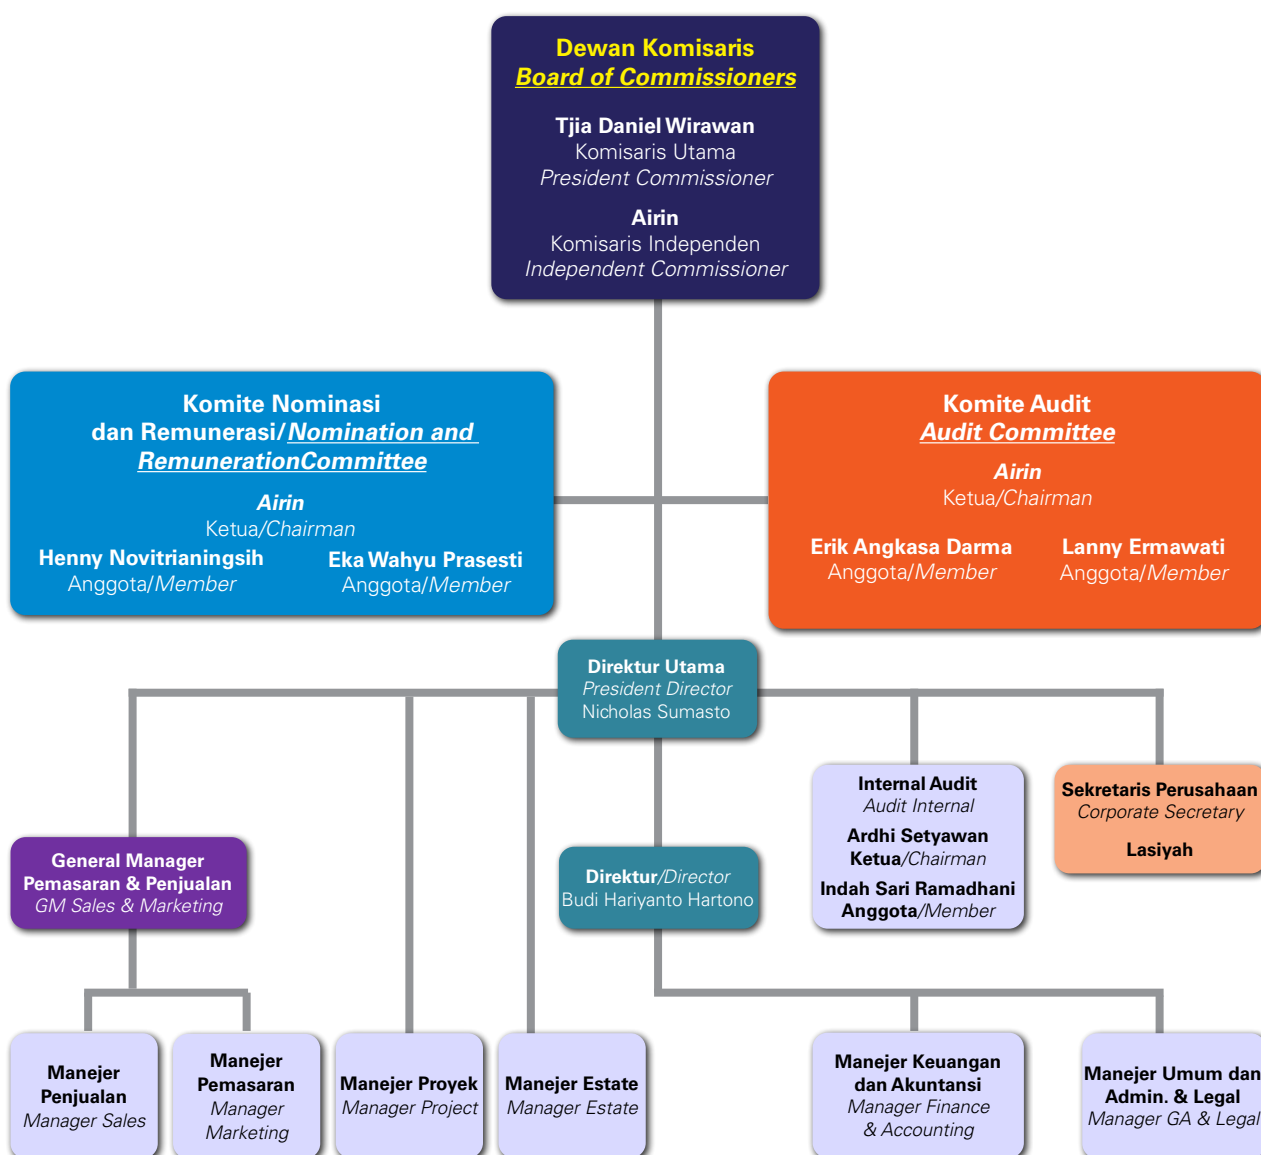 Dewan Komisaris
Board of Commissioners
Tjia Daniel Wirawan
Komisaris Utama
President Commissioner
Airin
Komisaris Independen
Independent Commissioner
Komite Nominasi
dan Remunerasi/Nomination and
RemunerationCommittee
Airin
Ketua/Chairman
Henny Novitrianingsih
Anggota/Member
Eka Wahyu Prasesti
Anggota/Member
Komite Audit
Audit Committee
Airin
Ketua/Chairman
Erik Angkasa Darma
Anggota/Member
Lanny Ermawati
Anggota/Member
Direktur Utama
President Director
Nicholas Sumasto
Internal Audit
Audit Internal
Ardhi Setyawan
Ketua/Chairman
Indah Sari Ramadhani
Anggota/Member
Sekretaris Perusahaan
Corporate Secretary
Lasiyah
General Manager
Pemasaran & Penjualan
GM Sales & Marketing
Direktur/Director
Budi Hariyanto Hartono
Manejer
Penjualan
Manager Sales
Manejer
Pemasaran
Manager
Marketing
Manejer Proyek
Manager Project
Manejer Estate
Manager Estate
Manejer Keuangan
dan Akuntansi
Manager Finance
& Accounting
Manejer Umum dan
Admin. & Legal
Manager GA & Legal